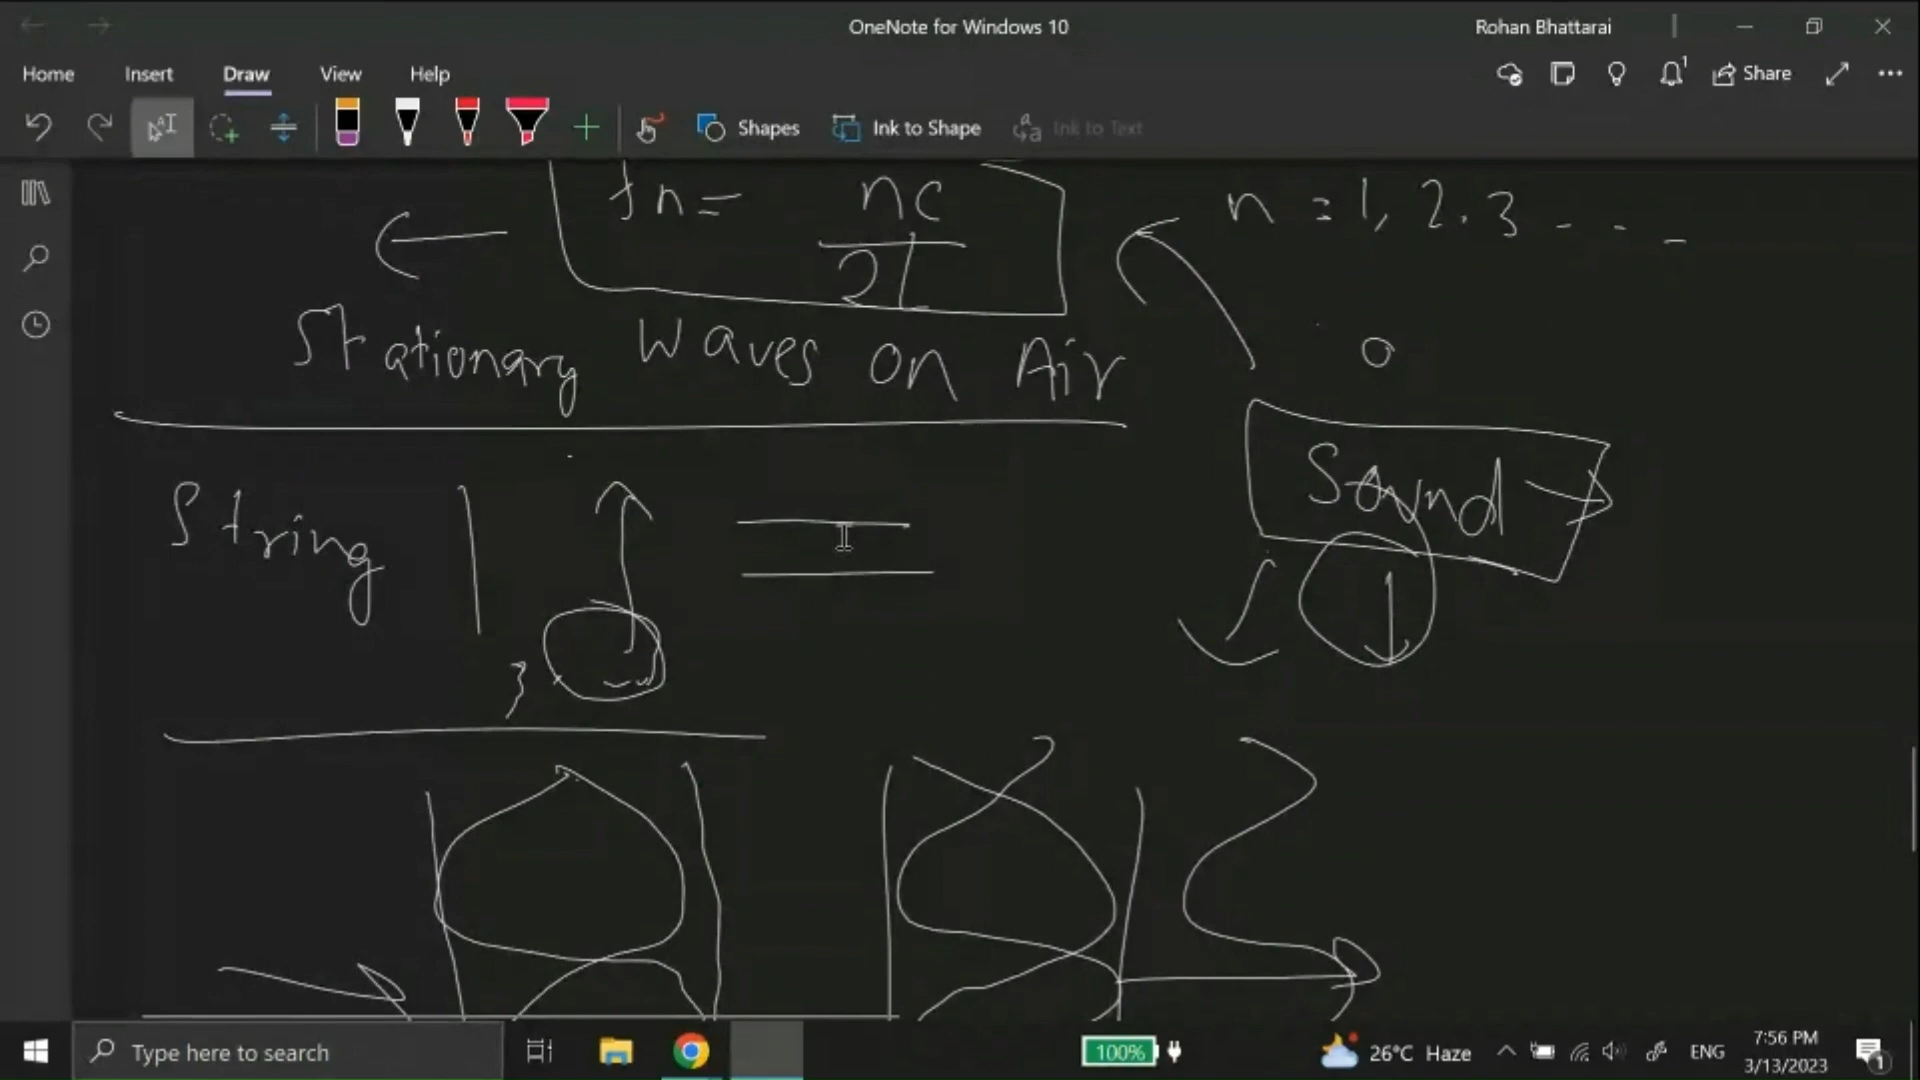 OneNote for Windows 10
Rohan Bhattarai
Home Insert Draw View Help
1 Share
Shapes Ink to Shape Ink to Text
fn= nc
2L
n = 1, 2. 3 - - -
Stationary Waves on Air
String
Sound
Type here to search
100%
26°C Haze
ENG
7:56 PM
3/13/2023
1